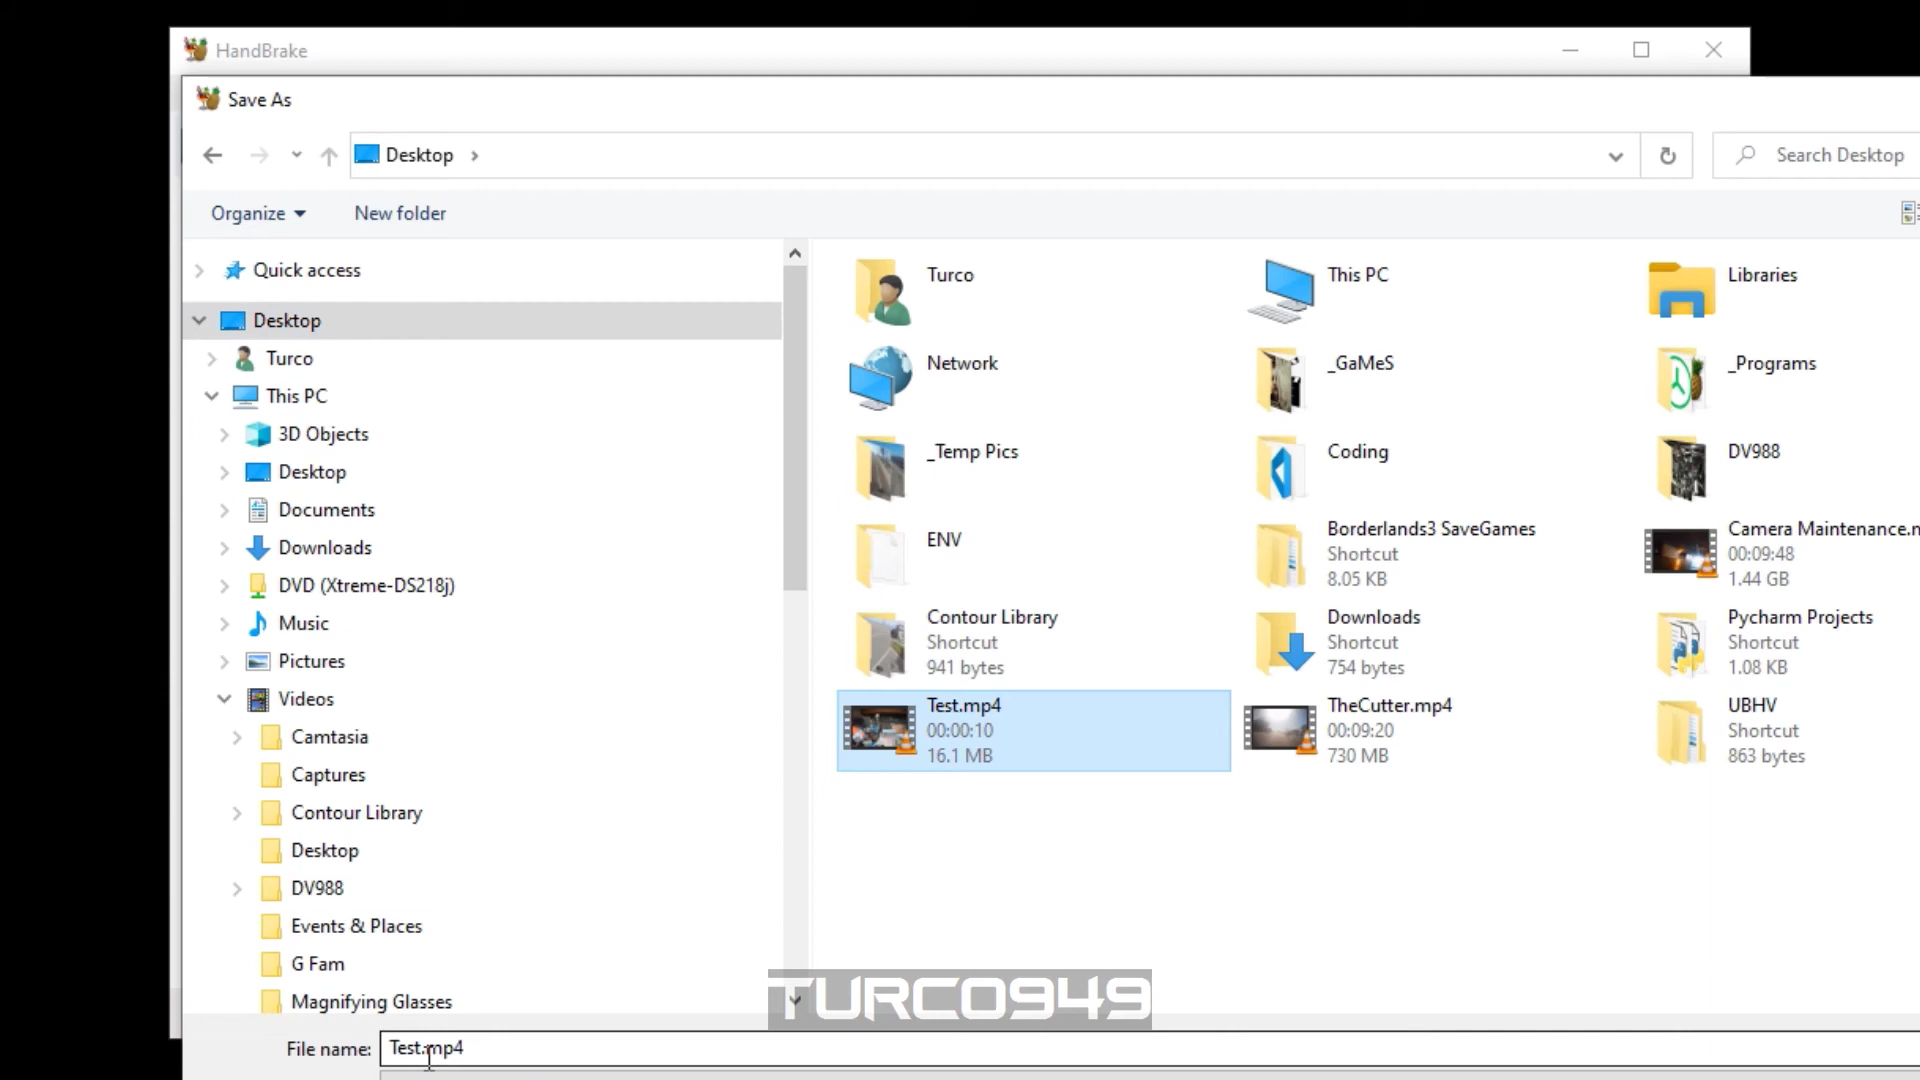 HandBrake
Save As
Desktop
Search Desktop
Organize
New folder
Quick access
Desktop
Turco
This PC
3D Objects
Desktop
Documents
Downloads
DVD (Xtreme-DS218j)
Music
Pictures
Videos
Camtasia
Captures
Contour Library
Desktop
DV988
Events & Places
G Fam
Magnifying Glasses
Turco
This PC
Libraries
Network
_GaMeS
_Programs
_Temp Pics
Coding
DV988
ENV
Borderlands3 SaveGames
Shortcut
8.05 KB
Camera Maintenance.m
00:09:48
1.44 GB
Contour Library
Shortcut
941 bytes
Downloads
Shortcut
754 bytes
Pycharm Projects
Shortcut
1.08 KB
Test.mp4
00:00:10
16.1 MB
TheCutter.mp4
00:09:20
730 MB
UBHV
Shortcut
863 bytes
TURCO949
File name: Test.mp4